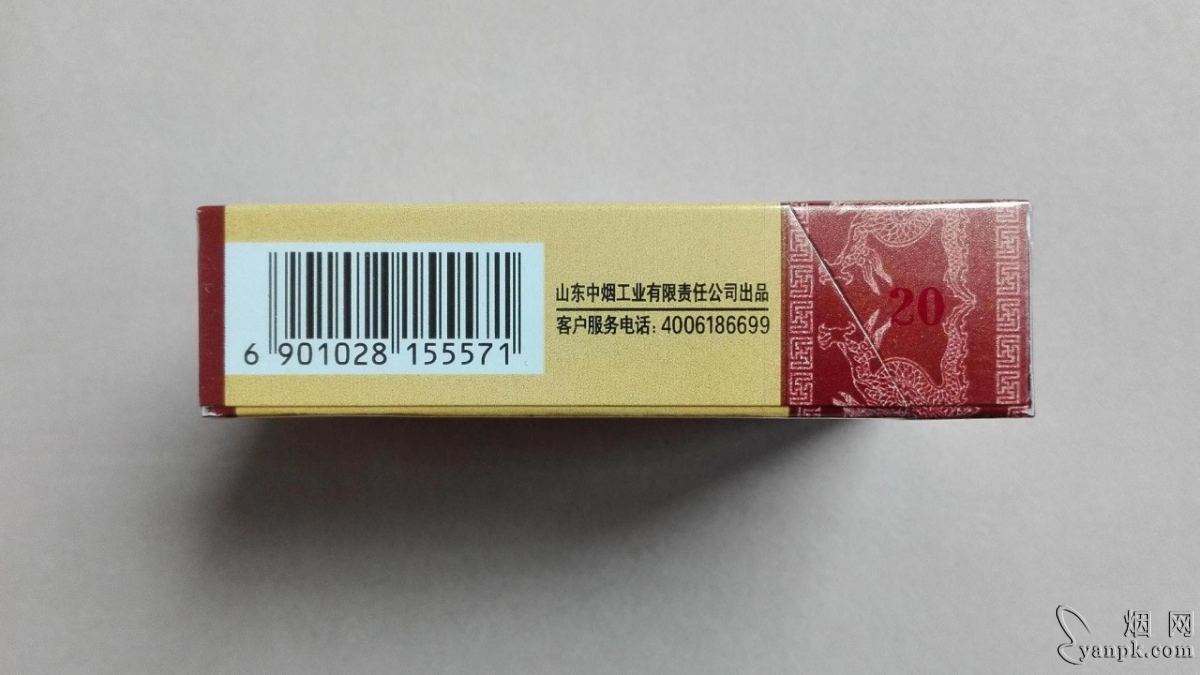 山东中烟工业有限责任公司出品
客户服务电话：4006186699
6 901028 155571
20
烟网
yanpk.com